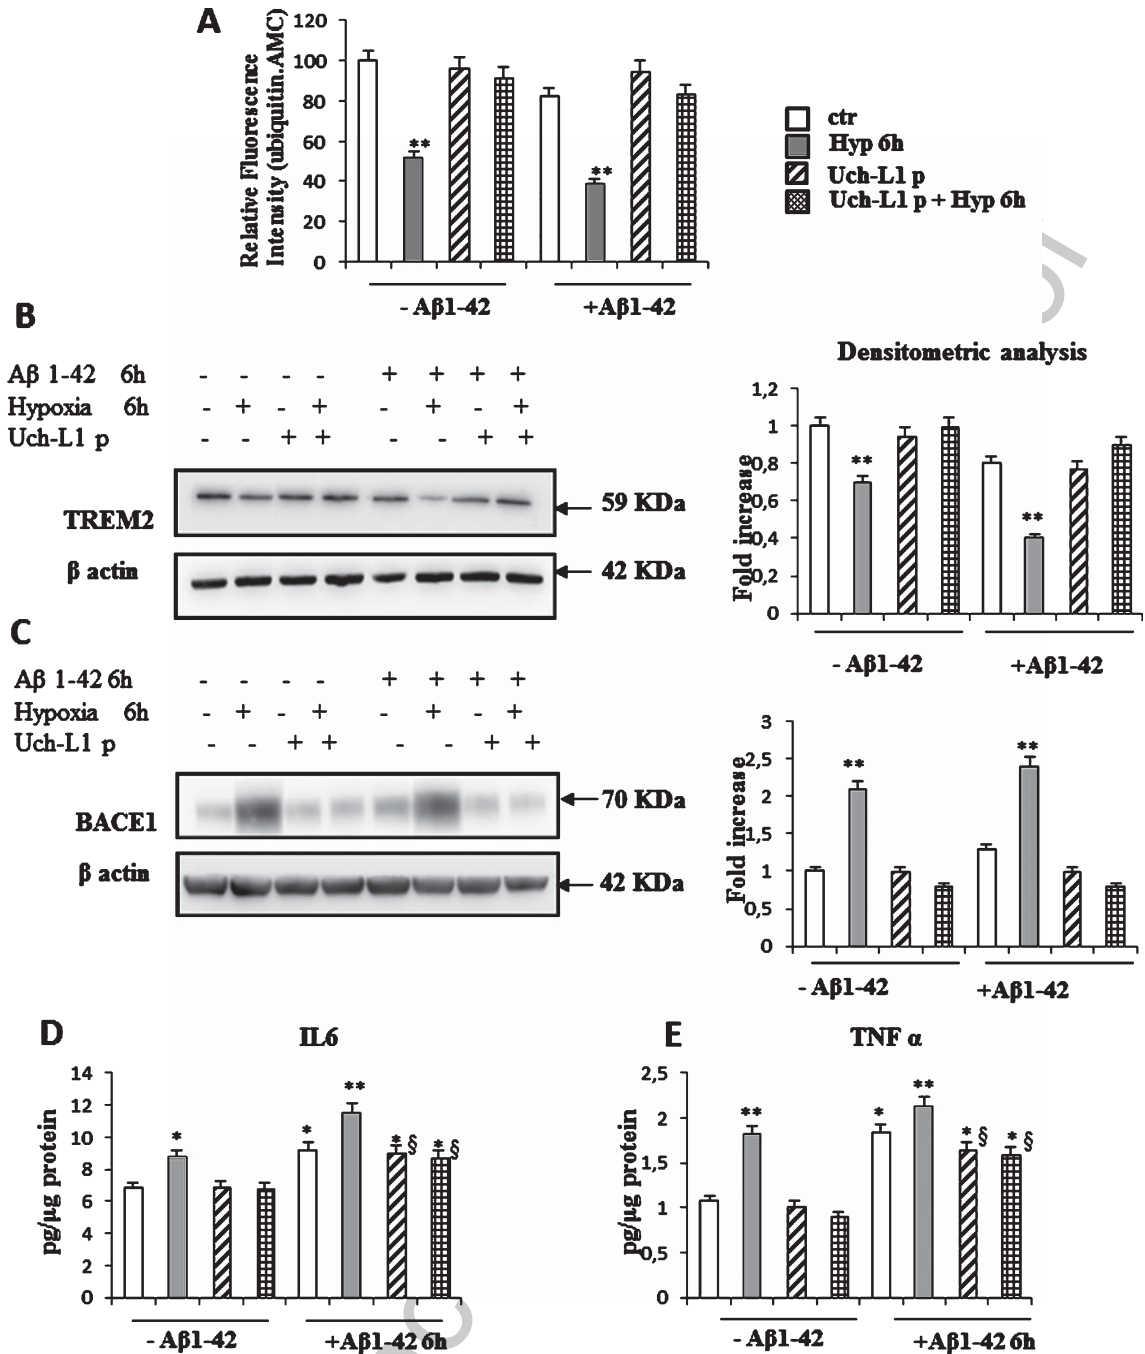 A
Relative Fluorescence
Intensity (ubiquitin.AMC)
120
100
80
60
40
20
0
** **
- Aβ1-42 +Aβ1-42
ctr
Hyp 6h
Uch-L1 p
Uch-L1 p + Hyp 6h
B
Aβ 1-42 6h - - - - + + + +
Hypoxia 6h - + - + - + - +
Uch-L1 p - - + + - - + +
TREM2
59 KDa
β actin
42 KDa
Densitometric analysis
Fold increase
1,2
1
0,8
0,6
0,4
0,2
0
** **
- Aβ1-42 +Aβ1-42
C
Aβ 1-42 6h - - - - + + + +
Hypoxia 6h - + - + - + - +
Uch-L1 p - - + + - - + +
BACE1
70 KDa
β actin
42 KDa
Fold increase
3
2,5
2
1,5
1
0,5
0
** **
- Aβ1-42 +Aβ1-42
D
IL6
pg/µg protein
14
12
10
8
6
4
2
0
* * ** * § * §
- Aβ1-42 +Aβ1-42 6h
E
TNF α
pg/µg protein
2,5
2
1,5
1
0,5
0
** * ** * § * §
- Aβ1-42 +Aβ1-42 6h